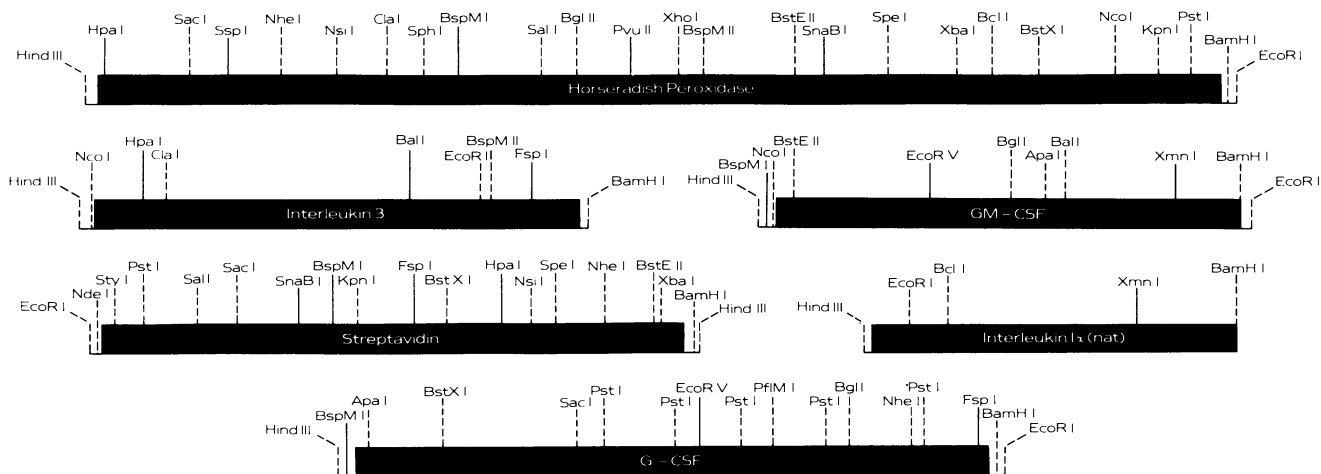 Hind III Hpa I Sac I Ssp I Nhe I Nsi I Cla I Sph I BspM I Sal I Bgl II Pvu II Xho I BspM II BstE II SnaB I Spe I Xba I Bcl I BstX I Nco I Kpn I Pst I BamH I EcoR I
Horseradish Peroxidase
Hind III Nco I Hpa I Cla I Bal I EcoR I BspM II Fsp I BamH I
Interleukin 3
Hind III BspM I Nco I BstE II EcoR V Bgl I Apa I Bal I Xmn I BamH I EcoR I
GM – CSF
EcoR I Nde I Sty I Pst I Sal I Sac I SnaB I BspM I Kpn I Fsp I Bst X I Hpa I Nsi I Spe I Nhe I BstE II Xba I BamH I Hind III
Streptavidin
Hind III EcoR I Bcl I Xmn I BamH I
Interleukin (nat)
Hind III BspM I Apa I BstX I Sac I Pst I Pst I EcoR V Pst I PflM I Pst I Bgl I Nhe I Pst I Fsp I BamH I EcoR I
G – CSF